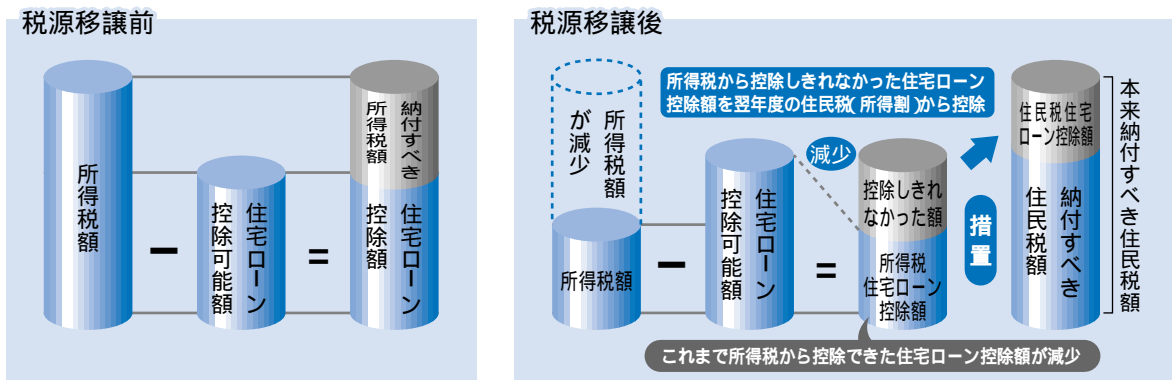 税源移譲前
所得税額
−
住宅ローン
控除可能額
=
納付すべき
所得税額
住宅ローン
控除額
税源移譲後
所得税額
が減少
所得税額
−
住宅ローン
控除可能額
=
所得税から控除しきれなかった住宅ローン
控除額を翌年度の住民税(所得割)から控除
減少
控除しきれ
なかった額
所得税
住宅ローン
控除額
措置
住民税住宅
ローン控除額
納付すべき
住民税額
本来納付すべき住民税額
これまで所得税から控除できた住宅ローン控除額が減少